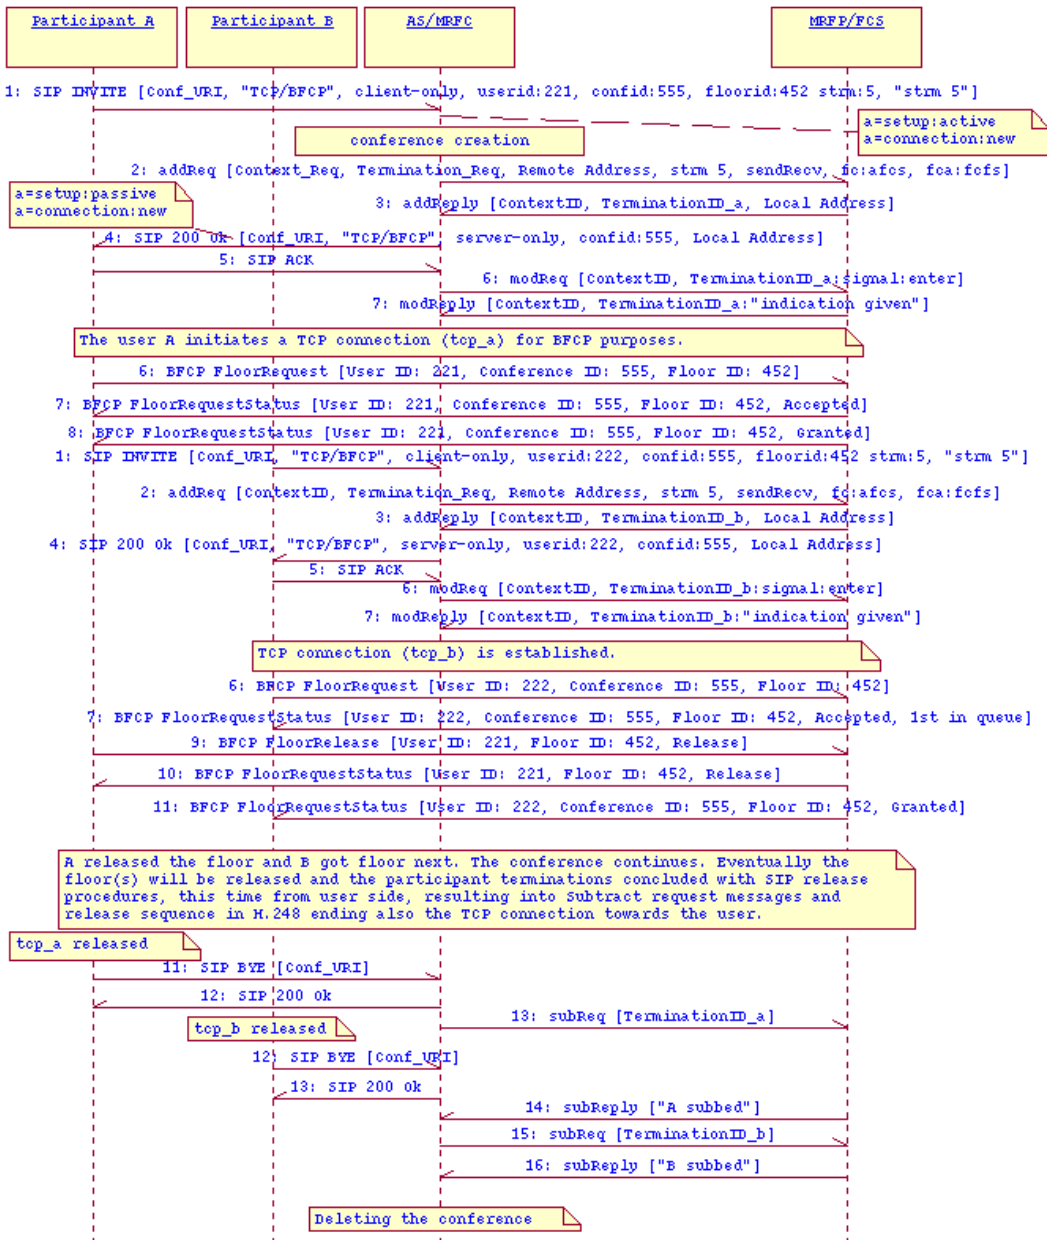 Participant A
Participant B
AS/MRFC
MRFP/FCS
1: SIP INVITE [Conf_URI, "TCP/BFCP", client-only, userid:221, confid:555, floorid:452 strm:5, "strm 5"]
a=setup:active
a=connection:new
conference creation
2: addReq [Context_Req, Termination_Req, Remote Address, strm 5, sendRecv, fc:afcs, fca:fcfs]
a=setup:passive
a=connection:new
3: addReply [ContextID, TerminationID_a, Local Address]
4: SIP 200 Ok [Conf_URI, "TCP/BFCP", server-only, confid:555, Local Address]
5: SIP ACK
6: modReq [ContextID, TerminationID_a:signal:enter]
7: modReply [ContextID, TerminationID_a:"indication given"]
The user A initiates a TCP connection (tcp_a) for BFCP purposes.
6: BFCP FloorRequest [User ID: 221, Conference ID: 555, Floor ID: 452]
7: BFCP FloorRequestStatus [User ID: 221, Conference ID: 555, Floor ID: 452, Accepted]
8: BFCP FloorRequestStatus [User ID: 221, Conference ID: 555, Floor ID: 452, Granted]
1: SIP INVITE [Conf_URI, "TCP/BFCP", client-only, userid:222, confid:555, floorid:452 strm:5, "strm 5"]
2: addReq [ContextID, Termination_Req, Remote Address, strm 5, sendRecv, fc:afcs, fca:fcfs]
3: addReply [ContextID, TerminationID_b, Local Address]
4: SIP 200 Ok [Conf_URI, "TCP/BFCP", server-only, userid:222, confid:555, Local Address]
5: SIP ACK
6: modReq [ContextID, TerminationID_b:signal:enter]
7: modReply [ContextID, TerminationID_b:"indication given"]
TCP connection (tcp_b) is established.
6: BFCP FloorRequest [User ID: 222, Conference ID: 555, Floor ID: 452]
7: BFCP FloorRequestStatus [User ID: 222, Conference ID: 555, Floor ID: 452, Accepted, 1st in queue]
9: BFCP FloorRelease [User ID: 221, Floor ID: 452, Release]
10: BFCP FloorRequestStatus [User ID: 221, Floor ID: 452, Release]
11: BFCP FloorRequestStatus [User ID: 222, Conference ID: 555, Floor ID: 452, Granted]
A released the floor and B got floor next. The conference continues. Eventually the
floor(s) will be released and the participant terminations concluded with SIP release
procedures, this time from user side, resulting into Subtract request messages and
release sequence in H.248 ending also the TCP connection towards the user.
tcp_a released
11: SIP BYE [Conf_URI]
12: SIP 200 Ok
13: subReq [TerminationID_a]
tcp_b released
12: SIP BYE [Conf_URI]
13: SIP 200 Ok
14: subReply ["A subbed"]
15: subReq [TerminationID_b]
16: subReply ["B subbed"]
Deleting the conference